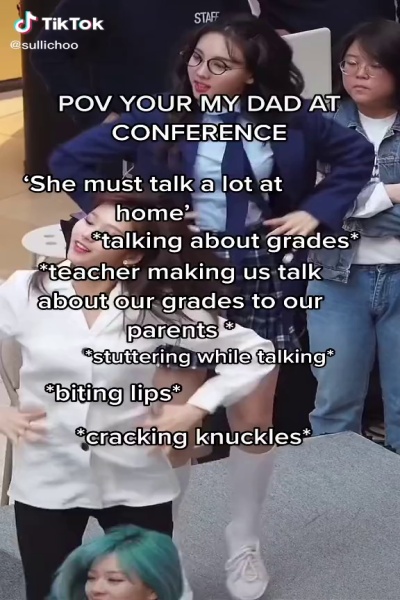 STAFF
TikTok
@sullichoo
POV YOUR MY DAD AT
CONFERENCE
‘She must talk a lot at
home’
*talking about grades*
*teacher making us talk
about our grades to our
parents *
*stuttering while talking*
*biting lips*
*cracking knuckles*